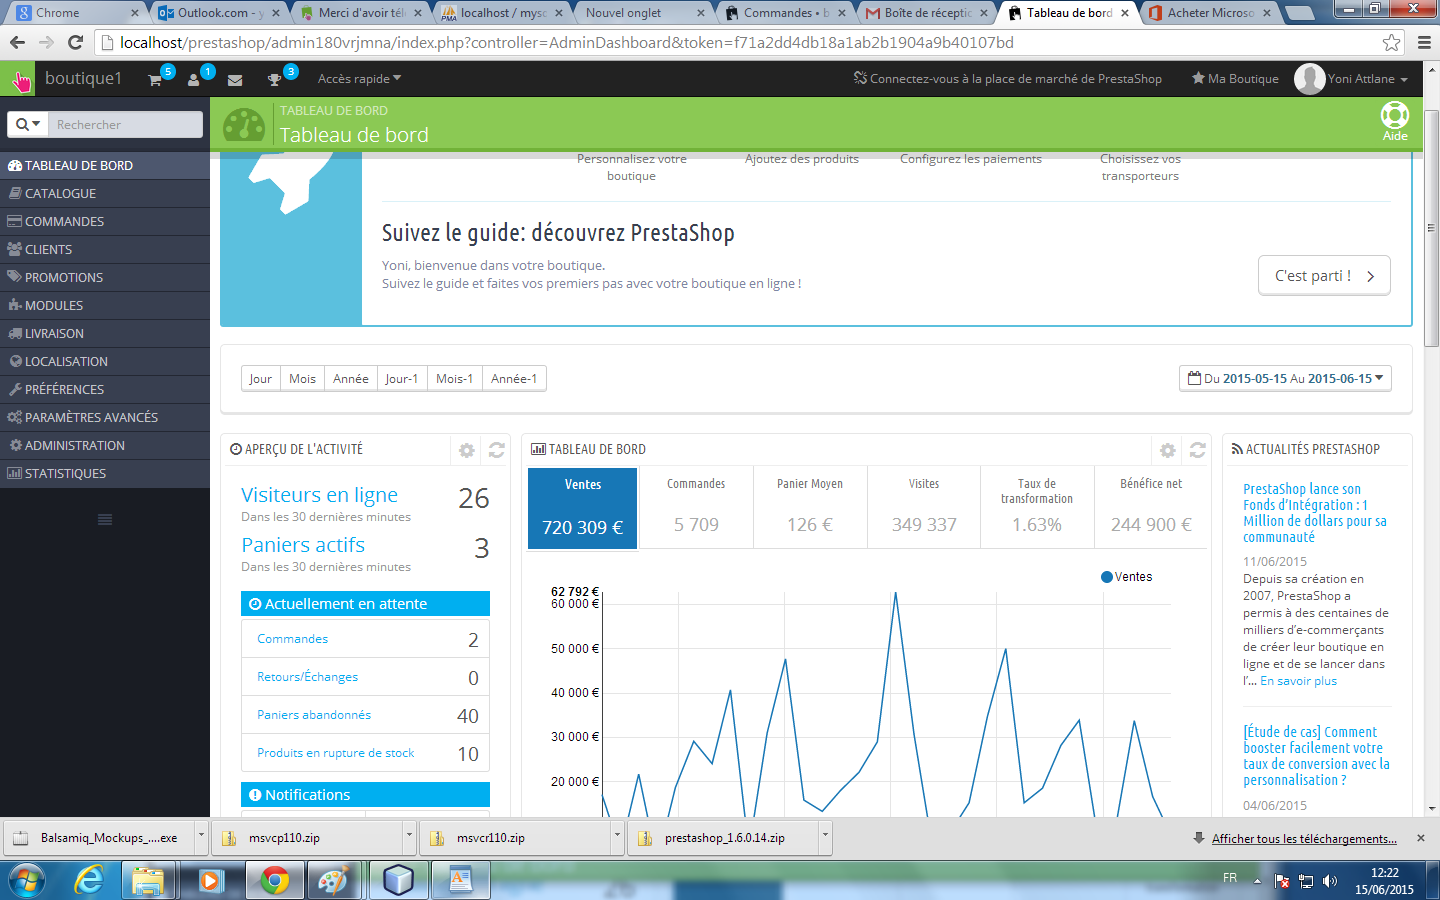 Chrome
Outlook.com - y
Merci d'avoir télé
localhost / mysq
Nouvel onglet
Commandes • b
Boîte de réceptic
Tableau de bord
Acheter Microso
localhost/prestashop/admin180vrjmna/index.php?controller=AdminDashboard&token=f71a2dd4db18a1ab2b1904a9b40107bd
boutique1
5
1
3
Accès rapide
Connectez-vous à la place de marché de PrestaShop
Ma Boutique
Yoni Attlane
Rechercher
TABLEAU DE BORD
Tableau de bord
Aide
TABLEAU DE BORD
CATALOGUE
COMMANDES
CLIENTS
PROMOTIONS
MODULES
LIVRAISON
LOCALISATION
PRÉFÉRENCES
PARAMÈTRES AVANCÉS
ADMINISTRATION
STATISTIQUES
Personnalisez votre
boutique
Ajoutez des produits
Configurez les paiements
Choisissez vos
transporteurs
Suivez le guide: découvrez PrestaShop
Yoni, bienvenue dans votre boutique.
Suivez le guide et faites vos premiers pas avec votre boutique en ligne !
C'est parti !
Jour
Mois
Année
Jour-1
Mois-1
Année-1
Du 2015-05-15 Au 2015-06-15
APERÇU DE L'ACTIVITÉ
Visiteurs en ligne
26
Dans les 30 dernières minutes
Paniers actifs
3
Dans les 30 dernières minutes
Actuellement en attente
Commandes
2
Retours/Échanges
0
Paniers abandonnés
40
Produits en rupture de stock
10
Notifications
TABLEAU DE BORD
Ventes
720 309 €
Commandes
5 709
Panier Moyen
126 €
Visites
349 337
Taux de
transformation
1.63%
Bénéfice net
244 900 €
Ventes
62 792 €
60 000 €
50 000 €
40 000 €
30 000 €
20 000 €
ACTUALITÉS PRESTASHOP
PrestaShop lance son
Fonds d'Intégration : 1
Million de dollars pour sa
communauté
11/06/2015
Depuis sa création en
2007, PrestaShop a
permis à des centaines de
milliers d'e-commerçants
de créer leur boutique en
ligne et de se lancer dans
l'... En savoir plus
[Étude de cas] Comment
booster facilement votre
taux de conversion avec la
personnalisation ?
04/06/2015
Balsamiq_Mockups_....exe
msvcp110.zip
msvcr110.zip
prestashop_1.6.0.14.zip
Afficher tous les téléchargements...
FR
12:22
15/06/2015